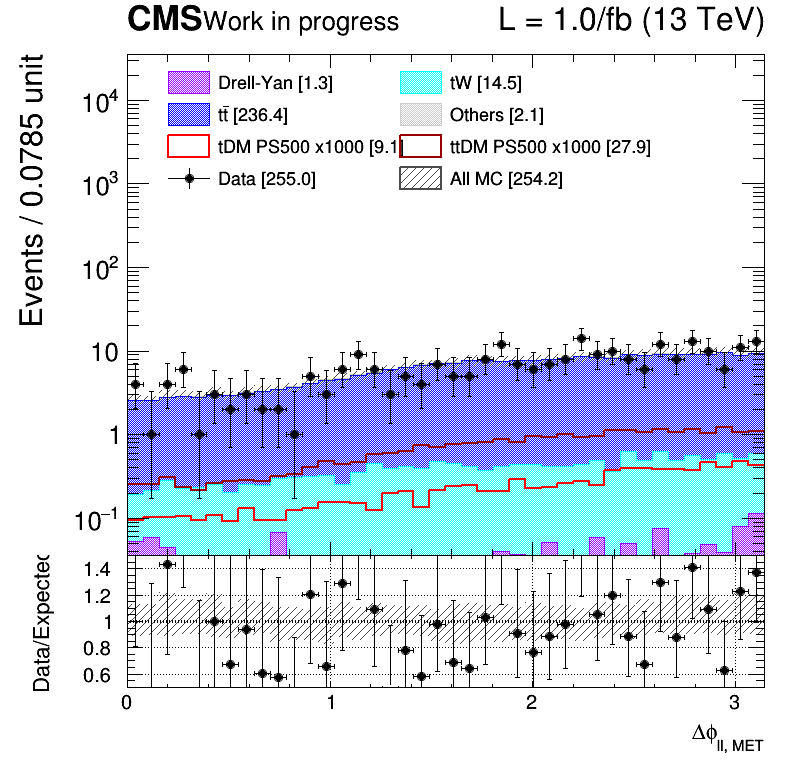 CMS Work in progress L = 1.0/fb (13 TeV)
Events / 0.0785 unit
Drell-Yan [1.3] tW [14.5]
tt̄ [236.4] Others [2.1]
tDM PS500 x1000 [9.1 ttDM PS500 x1000 [27.9]
Data [255.0] All MC [254.2]
10⁴
10³
10²
10
1
10⁻¹
Data/Expected
1.4
1.2
1
0.8
0.6
0 1 2 3
Δϕ_ll, MET